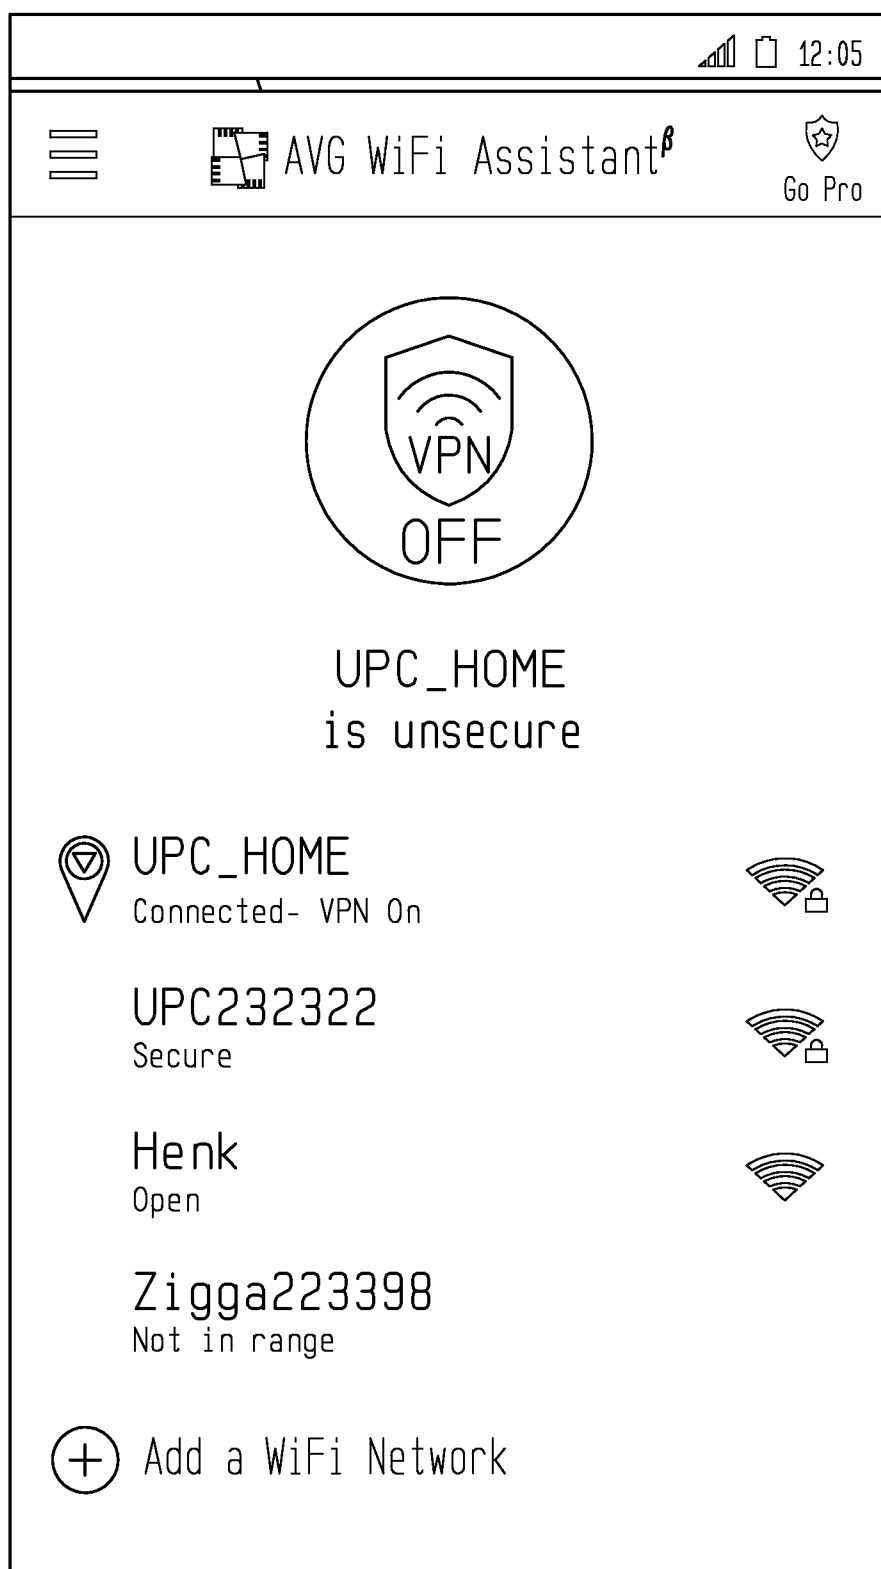 12:05
AVG WiFi Assistantβ
Go Pro
VPN
OFF
UPC_HOME
is unsecure
UPC_HOME
Connected- VPN On
UPC232322
Secure
Henk
Open
Zigga223398
Not in range
Add a WiFi Network